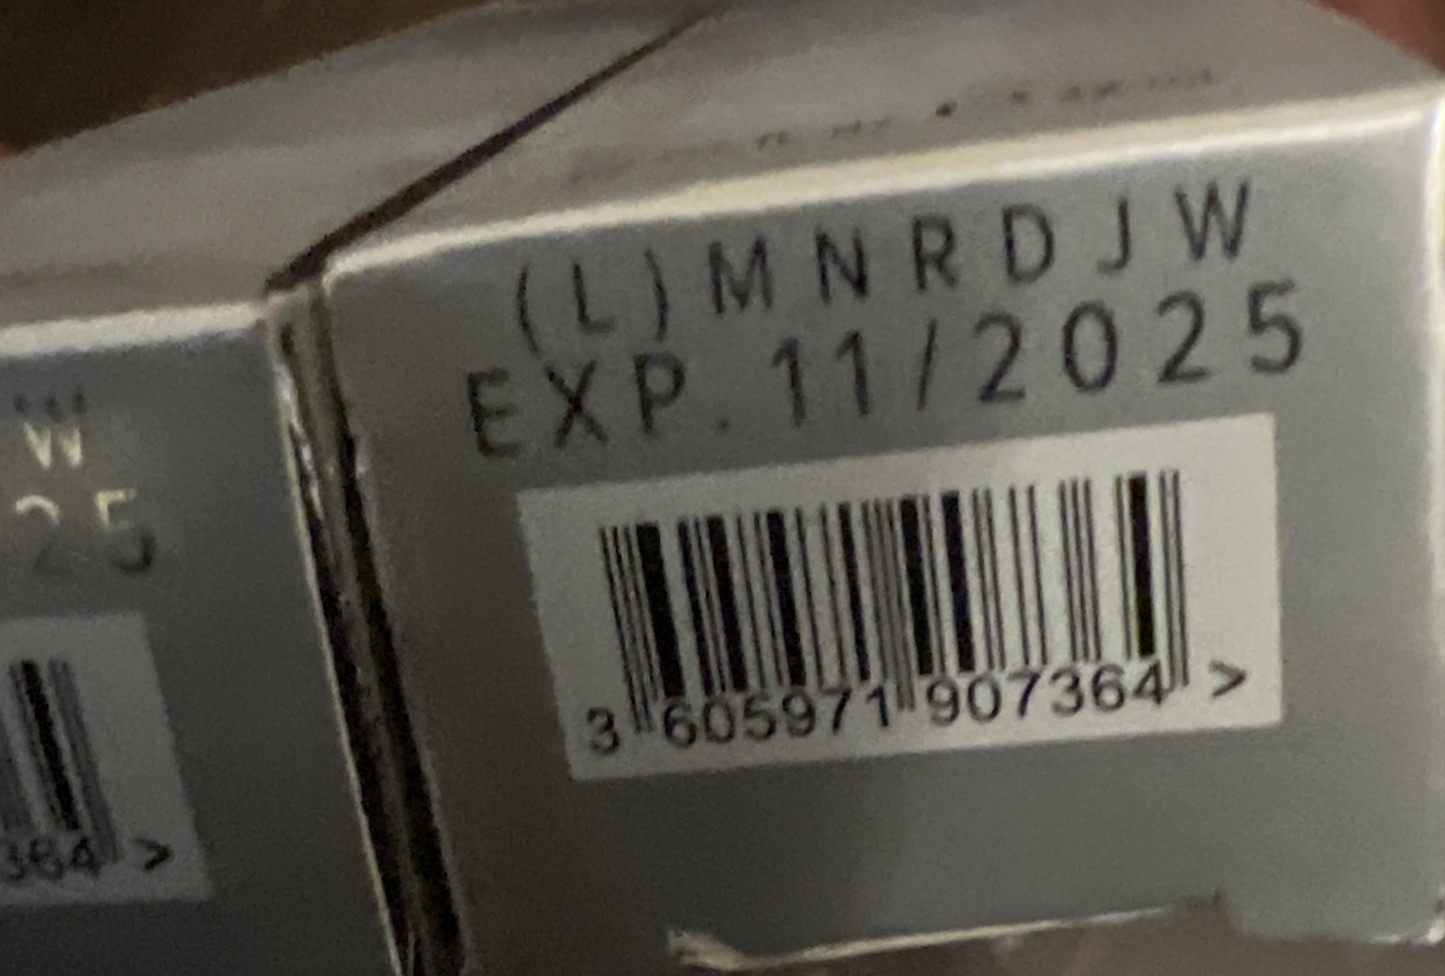 (L)MNRDJW
EXP.11/2025
3 605971 907364 >
W
25
364 >